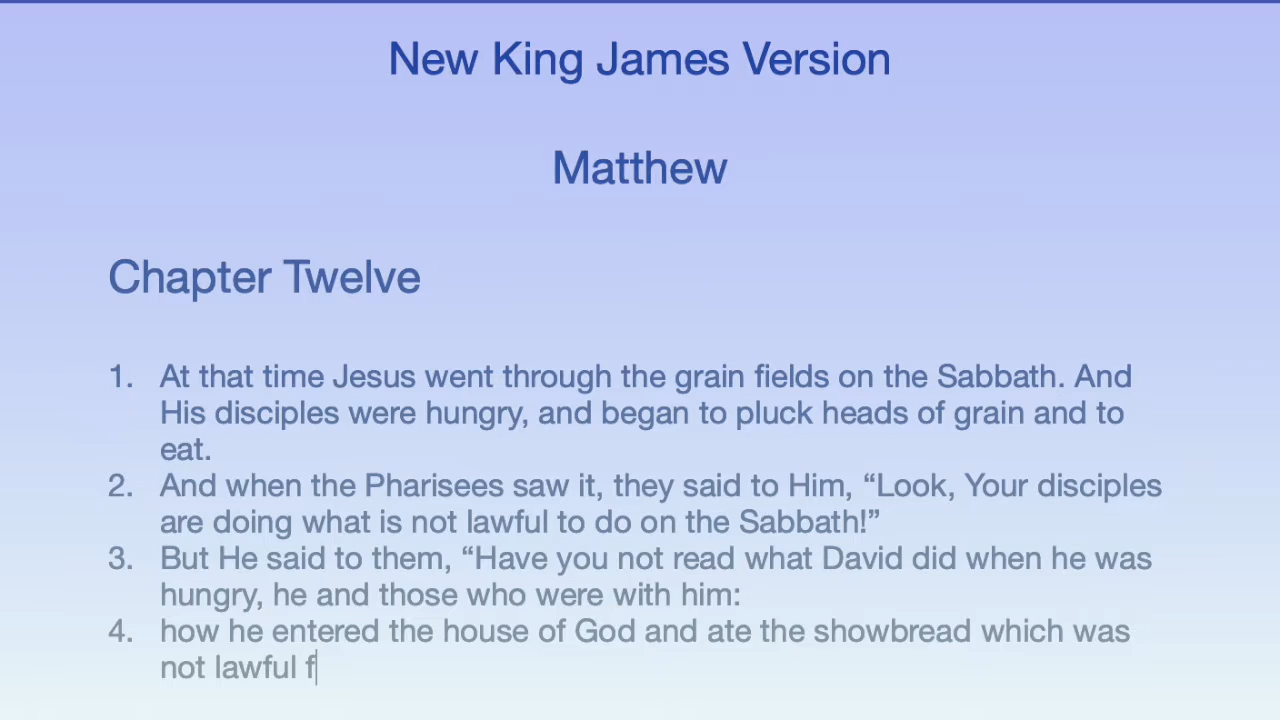 New King James Version
Matthew
Chapter Twelve
1. At that time Jesus went through the grain fields on the Sabbath. And
His disciples were hungry, and began to pluck heads of grain and to
eat.
2. And when the Pharisees saw it, they said to Him, “Look, Your disciples
are doing what is not lawful to do on the Sabbath!”
3. But He said to them, “Have you not read what David did when he was
hungry, he and those who were with him:
4. how he entered the house of God and ate the showbread which was
not lawful f